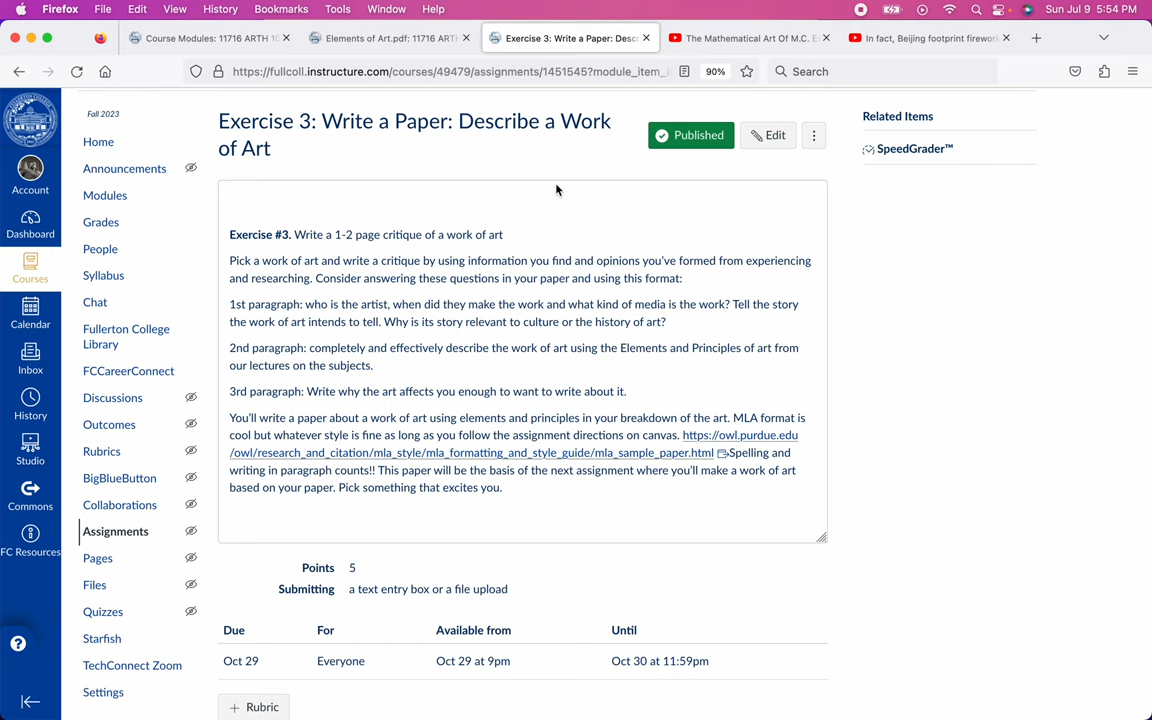 Firefox File Edit View History Bookmarks Tools Window Help Sun Jul 9 5:54 PM
Course Modules: 11716 ARTH 10 Elements of Art.pdf: 11716 ARTH Exercise 3: Write a Paper: Descr The Mathematical Art Of M.C. E In fact, Beijing footprint firework
https://fullcoll.instructure.com/courses/49479/assignments/1451545?module_item_i 90% Search
Fall 2023
Home
Announcements
Modules
Grades
People
Syllabus
Chat
Fullerton College
Library
FCCareerConnect
Discussions
Outcomes
Rubrics
BigBlueButton
Collaborations
Assignments
Pages
Files
Quizzes
Starfish
TechConnect Zoom
Settings
Account
Dashboard
Courses
Calendar
Inbox
History
Studio
Commons
FC Resources
Exercise 3: Write a Paper: Describe a Work
of Art
Published Edit
Exercise #3. Write a 1-2 page critique of a work of art
Pick a work of art and write a critique by using information you find and opinions you've formed from experiencing
and researching. Consider answering these questions in your paper and using this format:
1st paragraph: who is the artist, when did they make the work and what kind of media is the work? Tell the story
the work of art intends to tell. Why is its story relevant to culture or the history of art?
2nd paragraph: completely and effectively describe the work of art using the Elements and Principles of art from
our lectures on the subjects.
3rd paragraph: Write why the art affects you enough to want to write about it.
You'll write a paper about a work of art using elements and principles in your breakdown of the art. MLA format is
cool but whatever style is fine as long as you follow the assignment directions on canvas. https://owl.purdue.edu
/owl/research_and_citation/mla_style/mla_formatting_and_style_guide/mla_sample_paper.html Spelling and
writing in paragraph counts!! This paper will be the basis of the next assignment where you'll make a work of art
based on your paper. Pick something that excites you.
Points 5
Submitting a text entry box or a file upload
Due For Available from Until
Oct 29 Everyone Oct 29 at 9pm Oct 30 at 11:59pm
+ Rubric
Related Items
SpeedGrader™